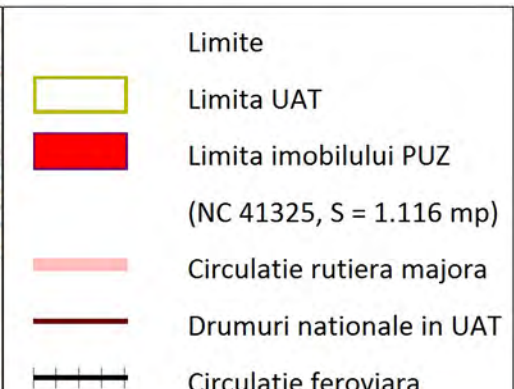 Limite
Limita UAT
Limita imobilului PUZ
(NC 41325, S = 1.116 mp)
Circulatie rutiera majora
Drumuri nationale in UAT
Circulatie feroviara